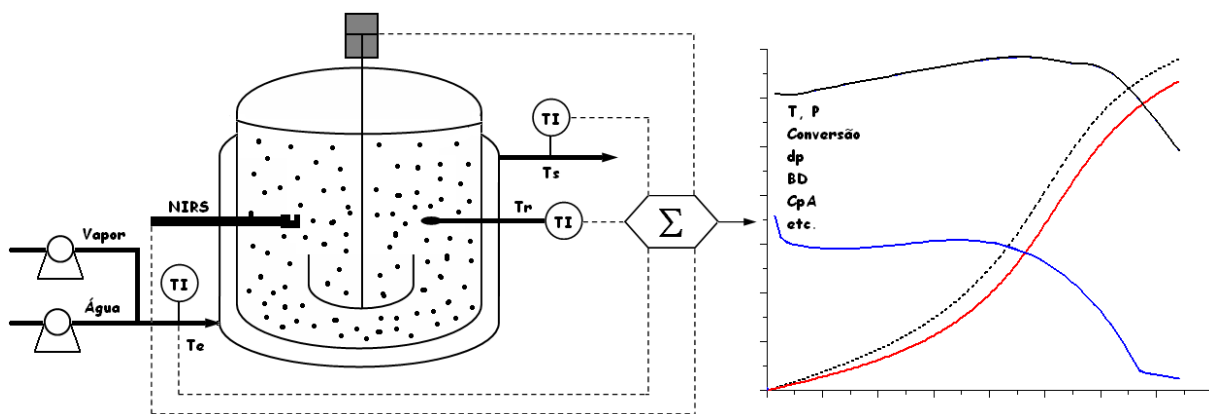 TI
Ts
NIRS
Tr
TI
Σ
Vapor
TI
Água
Te
T, P
Conversão
dp
BD
CpA
etc.